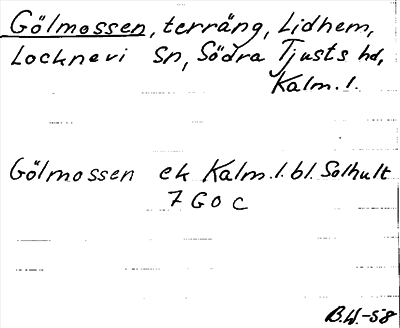 Gölmossen, terräng, Lidhem,
Locknevi Sn, Södra Tjusts hd,
Kalm.l.
Gölmossen ek Kalm.l. bl. Solhult
7 G O c
B.W.-58